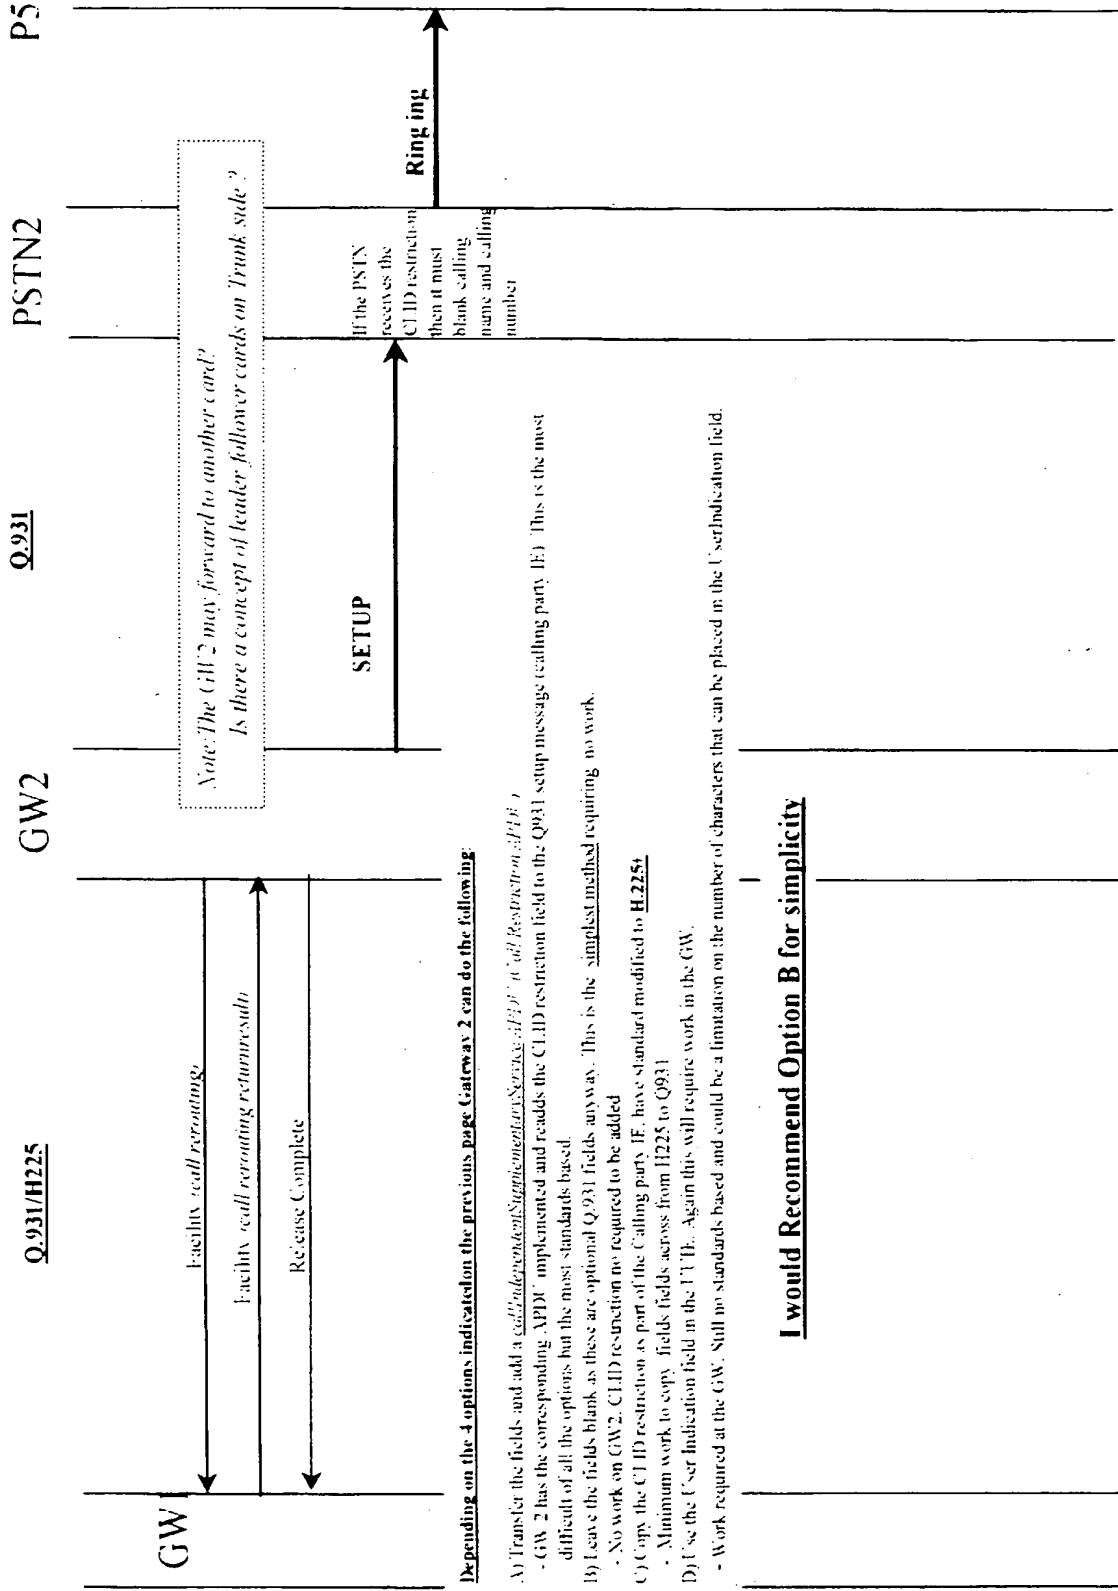 Q.931/H225
Q.931
GW1
GW2
PSTN2
P5
Facility (call rerouting)
Facility (call rerouting returnresult)
Release Complete
Note: The GW2 may forward to another card?
Is there a concept of leader follower cards on Trunk side ?
SETUP
If the PSTN
receives the
CLID restriction
then it must
blank calling
name and calling
number
Ring ing
Depending on the 4 options indicated on the previous page Gateway 2 can do the following:
A) Transfer the fields and add a callIndependentSupplementaryService APDU (Call Restriction APDU)
- GW 2 has the corresponding APDU implemented and readds the CLID restriction field to the Q931 setup message (calling party IE) This is the most
difficult of all the options but the most standards based.
B) Leave the fields blank as these are optional Q.931 fields anyway. This is the simplest method requiring no work.
- No work on GW2. CLID restriction no required to be added
C) Copy the CLID restriction as part of the Calling party IE. have standard modified to H.225+
- Minimum work to copy fields fields across from H225 to Q931
D) Use the User Indication field in the UUIE. Again this will require work in the GW.
- Work required at the GW. Still no standards based and could be a limitation on the number of characters that can be placed in the UserIndication field.
I would Recommend Option B for simplicity